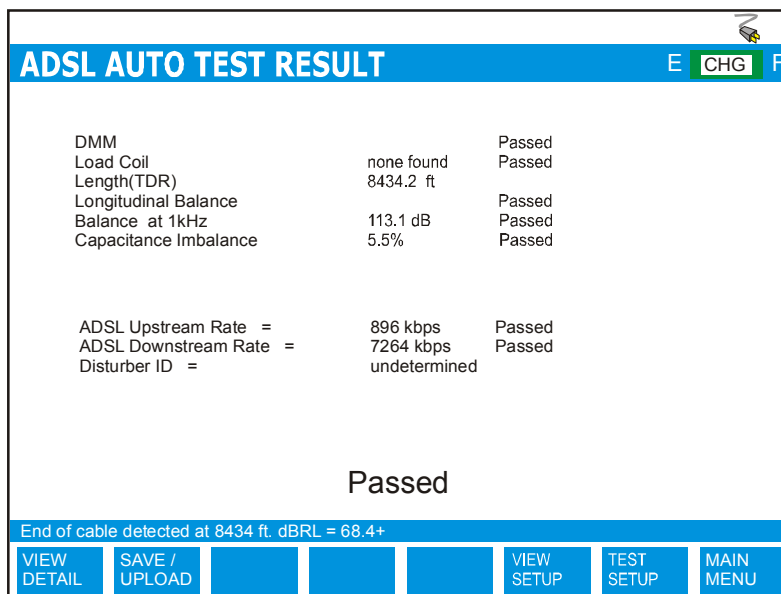 ADSL AUTO TEST RESULT E CHG F
DMM Passed
Load Coil none found Passed
Length(TDR) 8434.2 ft
Longitudinal Balance Passed
Balance at 1kHz 113.1 dB Passed
Capacitance Imbalance 5.5% Passed
ADSL Upstream Rate = 896 kbps Passed
ADSL Downstream Rate = 7264 kbps Passed
Disturber ID = undetermined
Passed
End of cable detected at 8434 ft. dBRL = 68.4+
VIEW DETAIL
SAVE / UPLOAD
VIEW SETUP
TEST SETUP
MAIN MENU